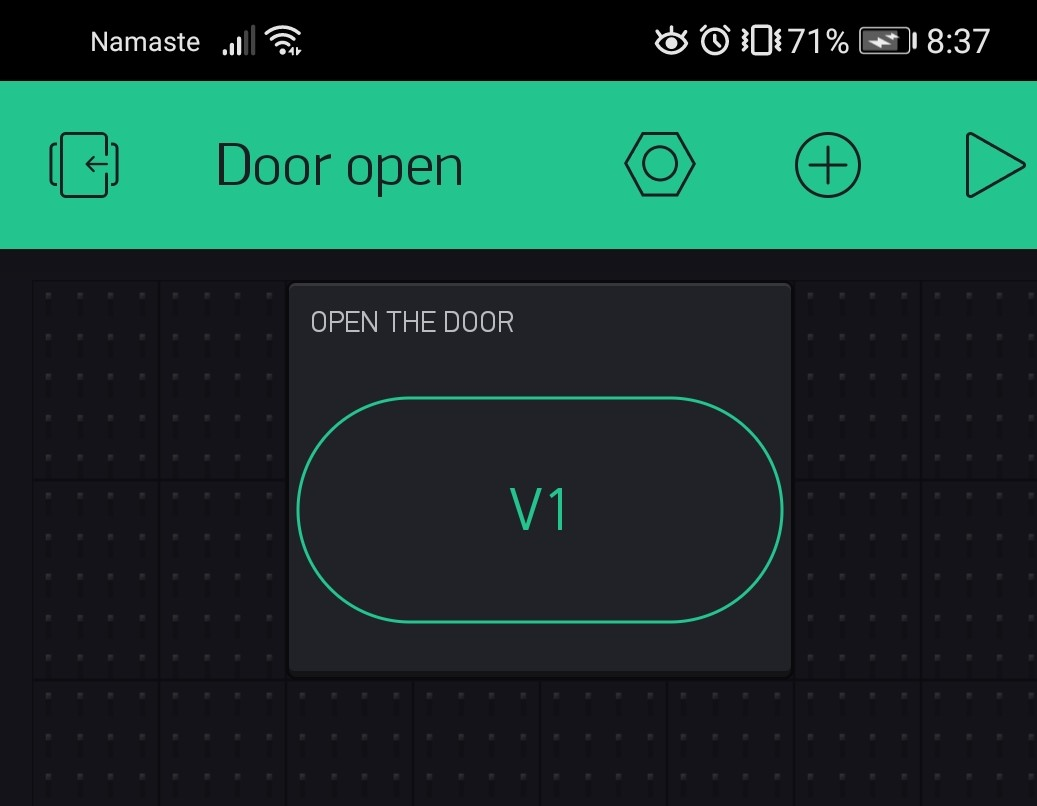 Namaste 71% 8:37
Door open
OPEN THE DOOR
V1